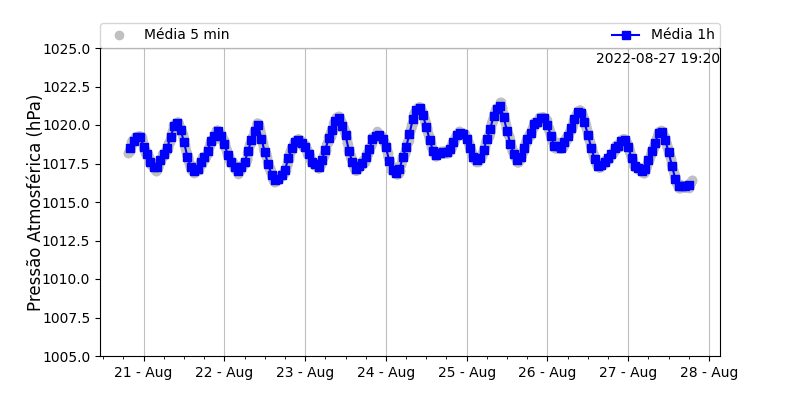 Média 5 min
Média 1h
2022-08-27 19:20
Pressão Atmosférica (hPa)
1025.0
1022.5
1020.0
1017.5
1015.0
1012.5
1010.0
1007.5
1005.0
21 - Aug
22 - Aug
23 - Aug
24 - Aug
25 - Aug
26 - Aug
27 - Aug
28 - Aug